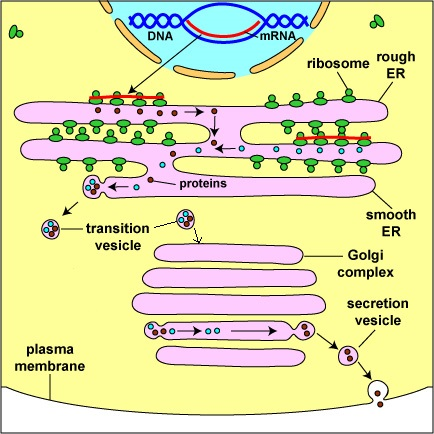 DNA
mRNA
ribosome
rough
ER
proteins
smooth
ER
transition
vesicle
Golgi
complex
secretion
vesicle
plasma
membrane